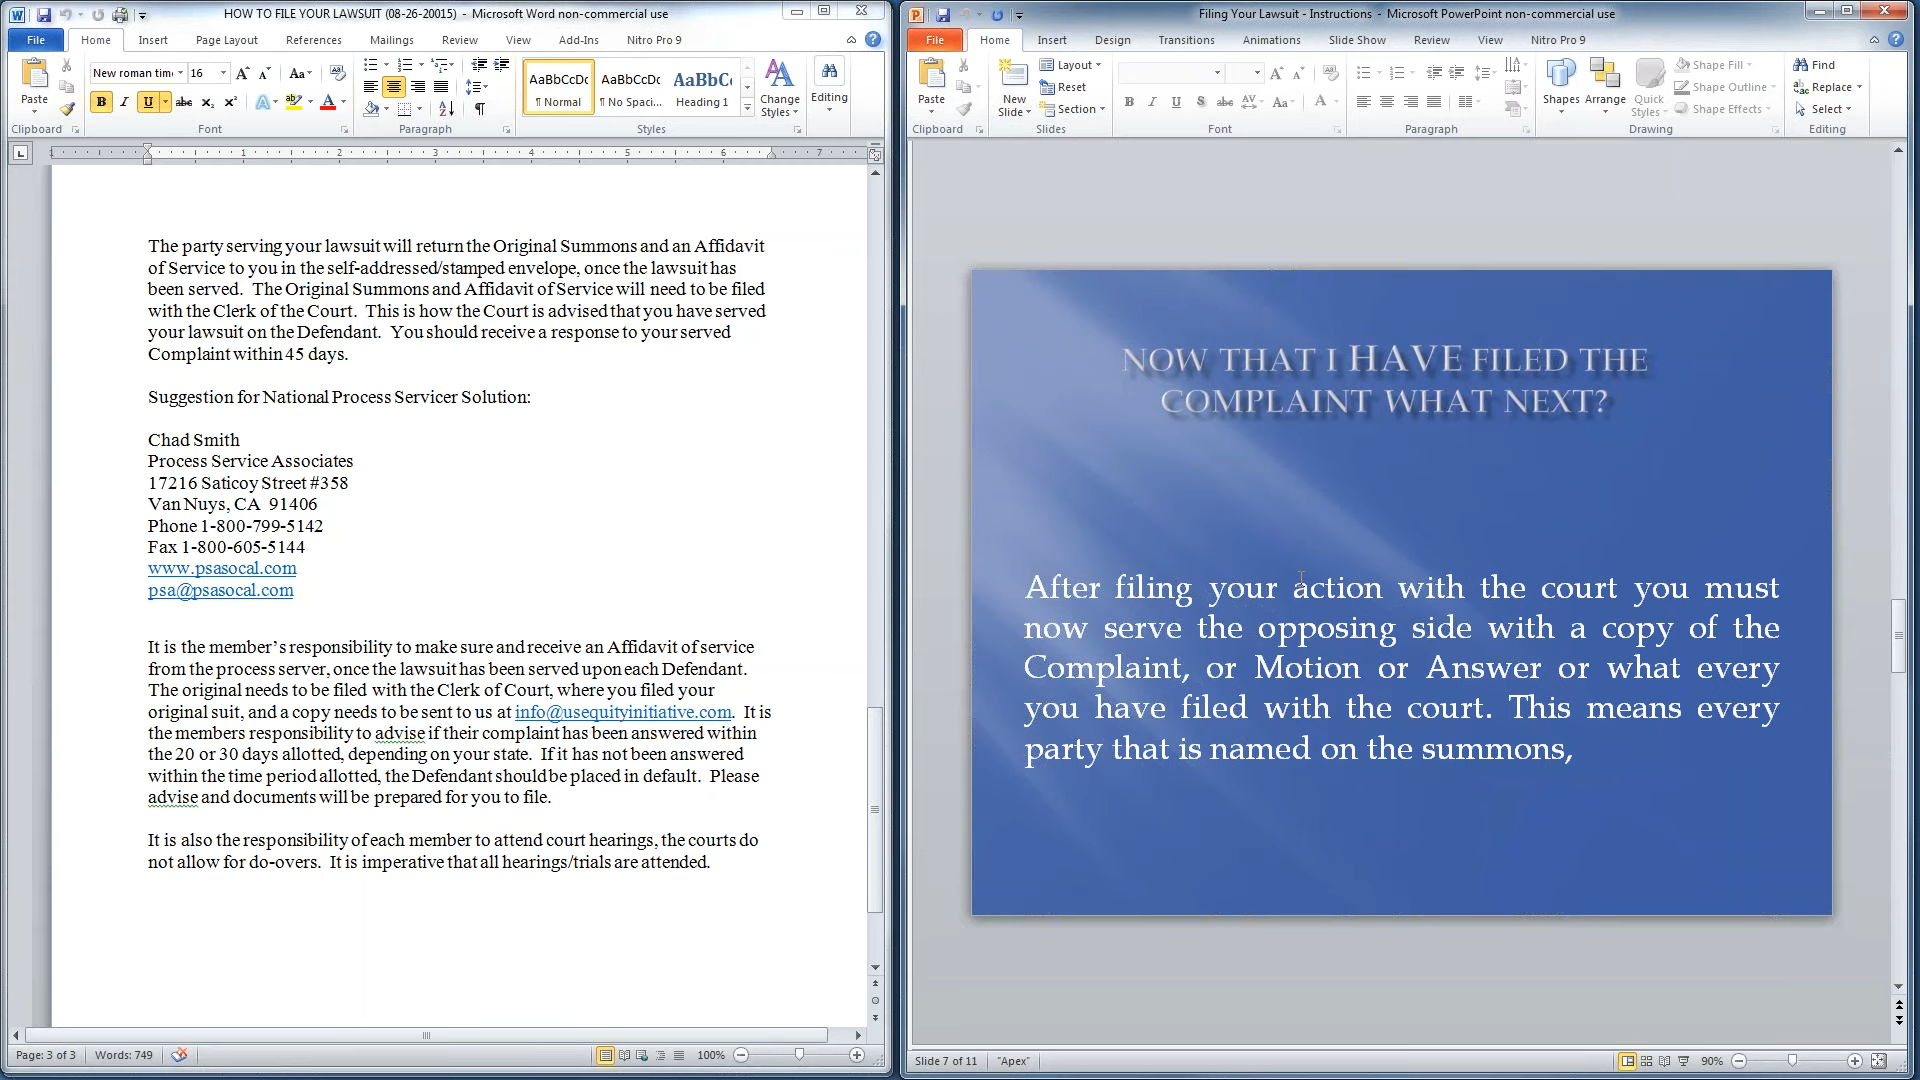 HOW TO FILE YOUR LAWSUIT (08-26-20015) - Microsoft Word non-commercial use
File Home Insert Page Layout References Mailings Review View Add-Ins Nitro Pro 9
Paste
New roman tim 16
AaBbCcDc AaBbCcDc AaBbC
¶ Normal ¶ No Spaci... Heading 1
Change Styles
Editing
Clipboard Font Paragraph Styles
1 1 2 3 4 5 6 7
The party serving your lawsuit will return the Original Summons and an Affidavit
of Service to you in the self-addressed/stamped envelope, once the lawsuit has
been served. The Original Summons and Affidavit of Service will need to be filed
with the Clerk of the Court. This is how the Court is advised that you have served
your lawsuit on the Defendant. You should receive a response to your served
Complaint within 45 days.
Suggestion for National Process Servicer Solution:
Chad Smith
Process Service Associates
17216 Saticoy Street #358
Van Nuys, CA 91406
Phone 1-800-799-5142
Fax 1-800-605-5144
www.psasocal.com
psa@psasocal.com
It is the member's responsibility to make sure and receive an Affidavit of service
from the process server, once the lawsuit has been served upon each Defendant.
The original needs to be filed with the Clerk of Court, where you filed your
original suit, and a copy needs to be sent to us at info@usequityinitiative.com. It is
the members responsibility to advise if their complaint has been answered within
the 20 or 30 days allotted, depending on your state. If it has not been answered
within the time period allotted, the Defendant should be placed in default. Please
advise and documents will be prepared for you to file.
It is also the responsibility of each member to attend court hearings, the courts do
not allow for do-overs. It is imperative that all hearings/trials are attended.
Page: 3 of 3 Words: 749 100%
Filing Your Lawsuit - Instructions - Microsoft PowerPoint non-commercial use
File Home Insert Design Transitions Animations Slide Show Review View Nitro Pro 9
Paste
New Slide
Layout
Reset
Section
Shapes Arrange Quick Styles
Shape Fill
Shape Outline
Shape Effects
Find
Replace
Select
Clipboard Slides Font Paragraph Drawing Editing
NOW THAT I HAVE FILED THE
COMPLAINT WHAT NEXT?
After filing your action with the court you must
now serve the opposing side with a copy of the
Complaint, or Motion or Answer or what every
you have filed with the court. This means every
party that is named on the summons,
Slide 7 of 11 "Apex" 90%